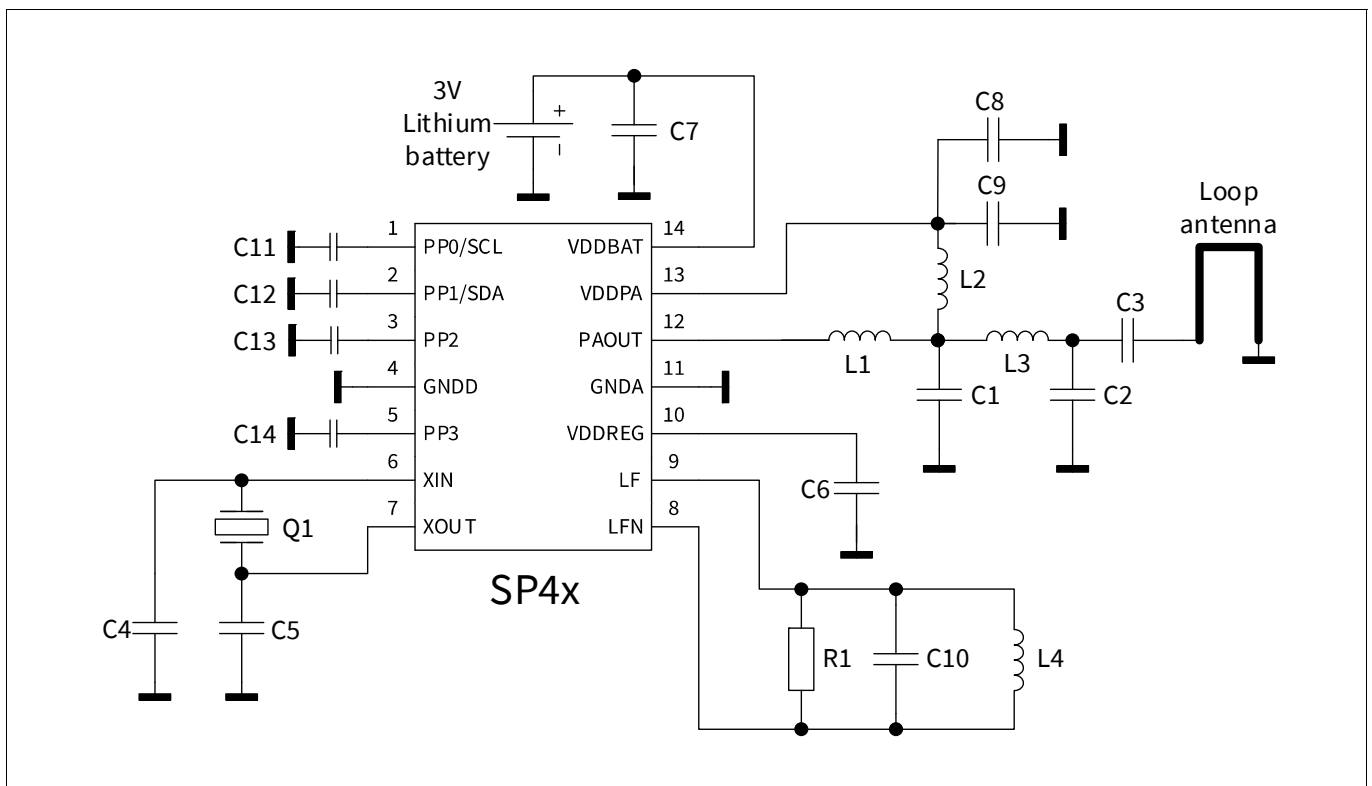 3V
Lithium
battery
+
−
C7
C8
C9
Loop
antenna
L2
C3
L1
L3
C1
C2
C11
C12
C13
C14
1
2
3
4
5
6
7
PP0/SCL
PP1/SDA
PP2
GNDD
PP3
XIN
XOUT
VDDBAT
VDDPA
PAOUT
GNDA
VDDREG
LF
LFN
14
13
12
11
10
9
8
Q1
C6
SP4x
C4
C5
R1
C10
L4